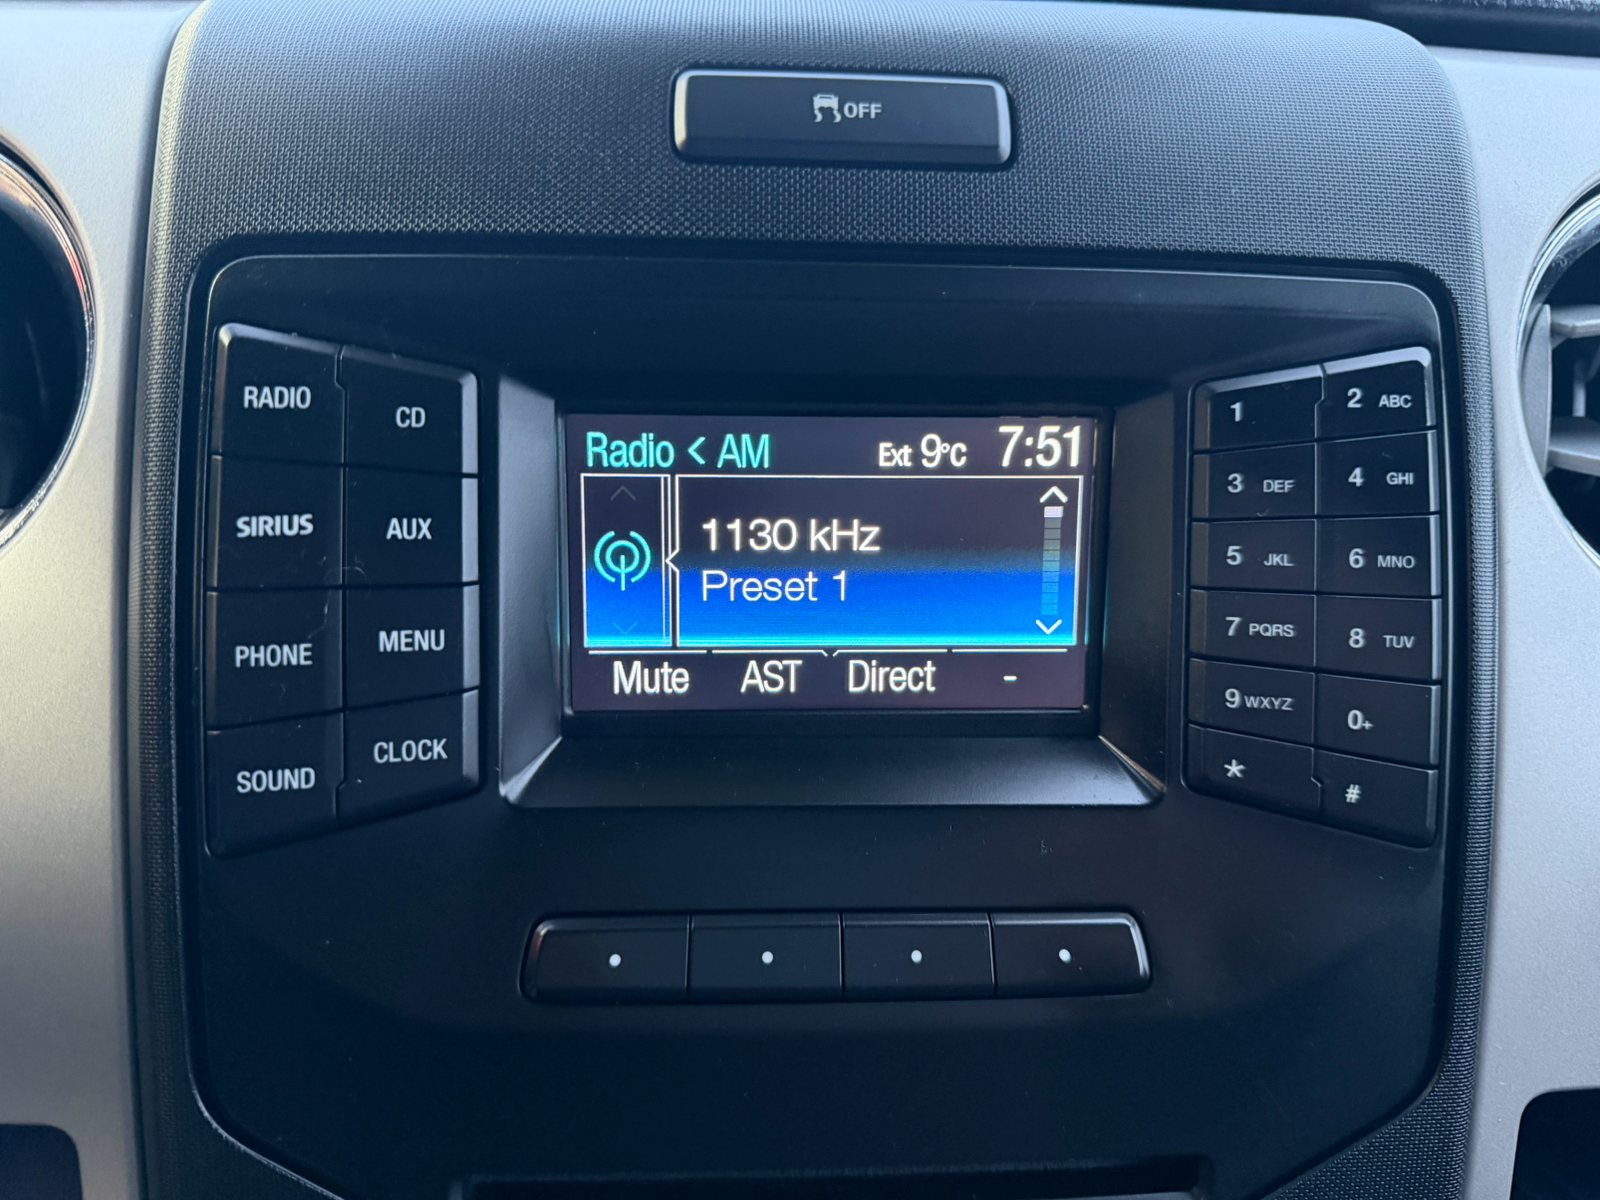 OFF
RADIO
CD
SIRIUS
AUX
PHONE
MENU
SOUND
CLOCK
Radio < AM Ext 9°C 7:51
1130 kHz
Preset 1
Mute AST Direct -
1
2 ABC
3 DEF
4 GHI
5 JKL
6 MNO
7 PQRS
8 TUV
9 WXYZ
0+
*
#